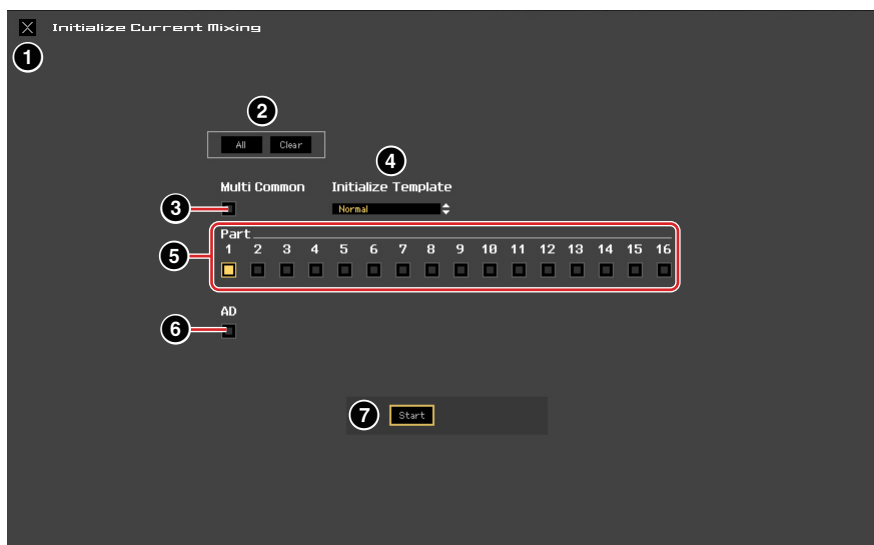 X Initialize Current Mixing
1
2
All Clear
4
Multi Common Initialize Template
3 Normal
Part
5 1 2 3 4 5 6 7 8 9 10 11 12 13 14 15 16
AD
6
7 Start